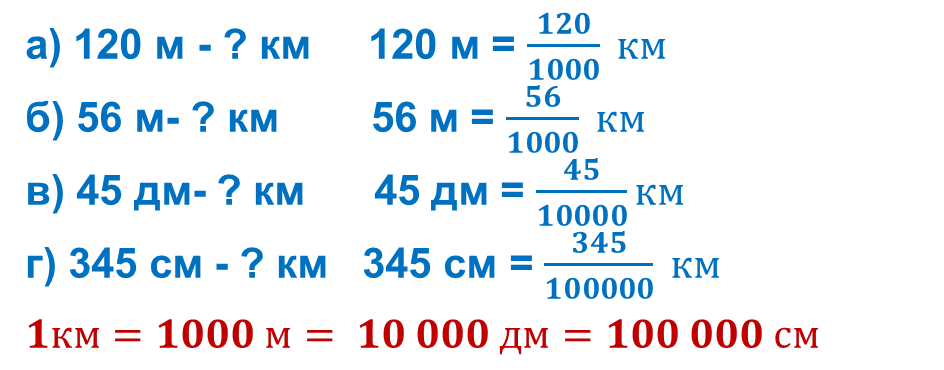 а) 120 м - ? км 120 м = 120/1000 км
б) 56 м- ? км 56 м = 56/1000 км
в) 45 дм- ? км 45 дм = 45/10000 км
г) 345 см - ? км 345 см = 345/100000 км
1км = 1000 м = 10 000 дм = 100 000 см